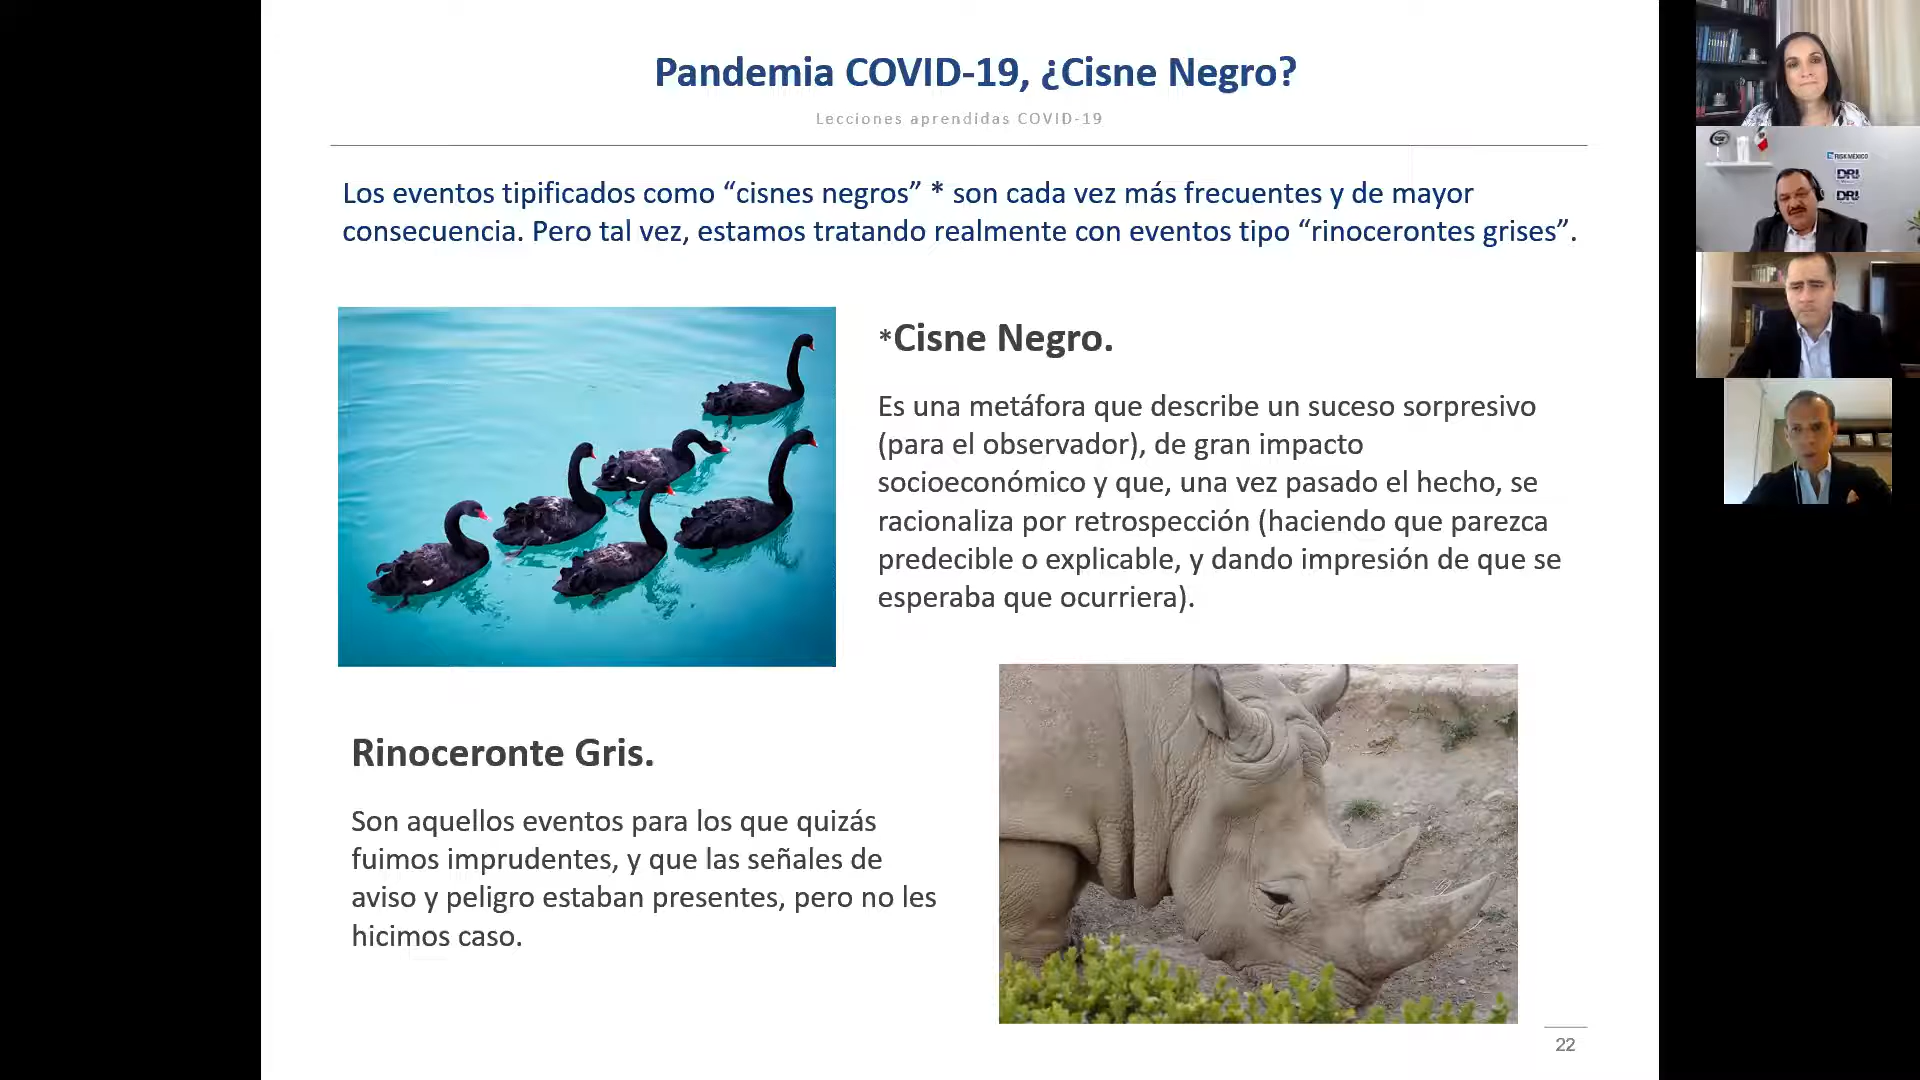 Pandemia COVID-19, ¿Cisne Negro?
Lecciones aprendidas COVID-19
Los eventos tipificados como “cisnes negros” * son cada vez más frecuentes y de mayor
consecuencia. Pero tal vez, estamos tratando realmente con eventos tipo “rinocerontes grises”.
*Cisne Negro.
Es una metáfora que describe un suceso sorpresivo
(para el observador), de gran impacto
socioeconómico y que, una vez pasado el hecho, se
racionaliza por retrospección (haciendo que parezca
predecible o explicable, y dando impresión de que se
esperaba que ocurriera).
Rinoceronte Gris.
Son aquellos eventos para los que quizás
fuimos imprudentes, y que las señales de
aviso y peligro estaban presentes, pero no les
hicimos caso.
22
RISK MEXICO
DRI
DRI